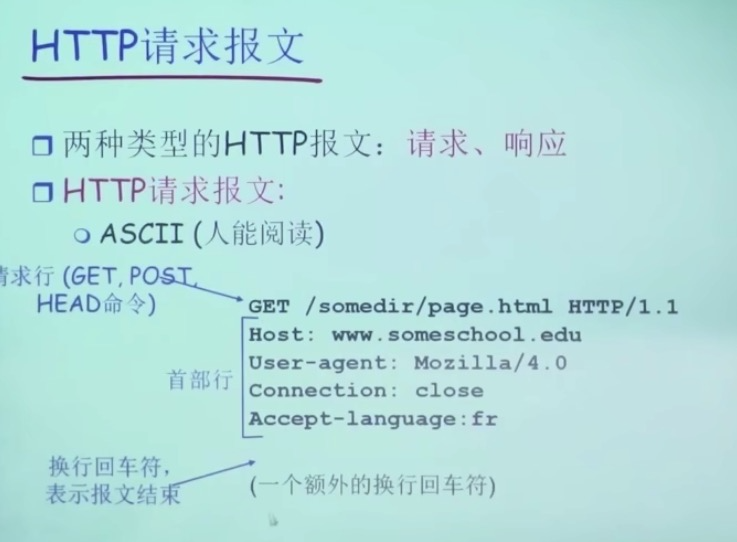 HTTP请求报文
两种类型的HTTP报文：请求、响应
HTTP请求报文:
ASCII (人能阅读)
请求行 (GET, POST,
HEAD命令)
GET /somedir/page.html HTTP/1.1
Host: www.someschool.edu
User-agent: Mozilla/4.0
Connection: close
Accept-language:fr
首部行
换行回车符，
表示报文结束
(一个额外的换行回车符)